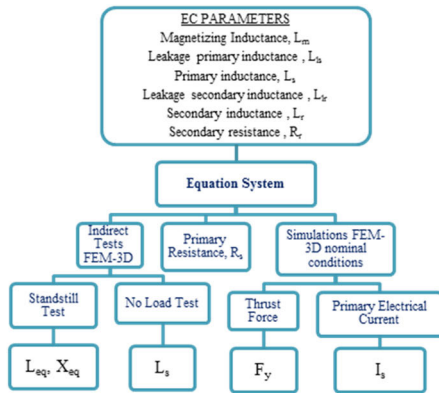 EC PARAMETERS
Magnetizing Inductance, Lm
Leakage primary inductance , Lls
Primary inductance, Ls
Leakage secondary inductance , Llr
Secondary inductance , Lr
Secondary resistance , Rr
Equation System
Indirect
Tests
FEM-3D
Primary
Resistance, Rs
Simulations FEM-
3D nominal
conditions
Standstill
Test
No Load Test
Thrust
Force
Primary Electrical
Current
Leq, Xeq
Ls
Fy
Is